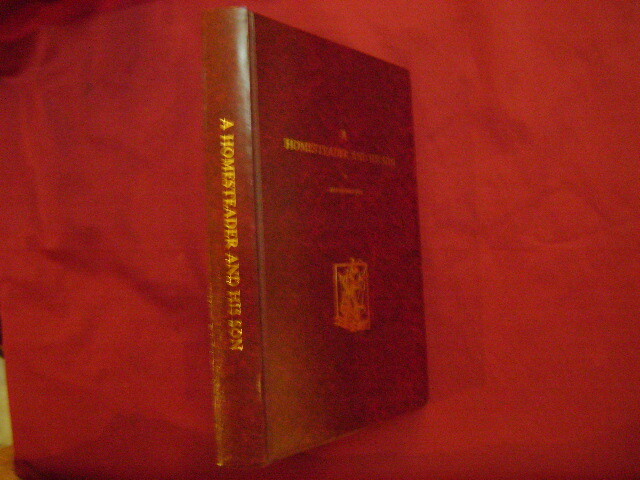 A HOMESTEADER AND HIS SON
A
HOMESTEADER AND HIS SON